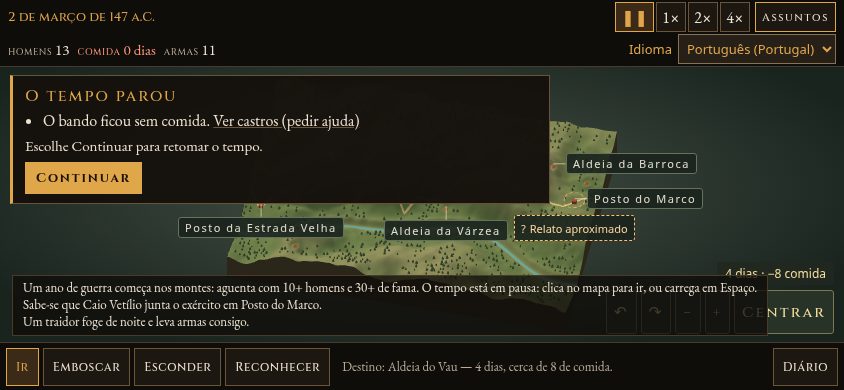 2 DE MARÇO DE 147 A.C.
❚❚ 1× 2× 4× ASSUNTOS
HOMENS 13 COMIDA 0 dias ARMAS 11
Idioma Português (Portugal)
O TEMPO PAROU
• O bando ficou sem comida. Ver castros (pedir ajuda)
Escolhe Continuar para retomar o tempo.
CONTINUAR
Aldeia da Barroca
Posto do Marco
Posto da Estrada Velha
Aldeia da Várzea
? Relato aproximado
4 dias · −8 comida
Um ano de guerra começa nos montes: aguenta com 10+ homens e 30+ de fama. O tempo está em pausa: clica no mapa para ir, ou carrega em Espaço.
Sabe-se que Caio Vetílio junta o exército em Posto do Marco.
Um traidor foge de noite e leva armas consigo.
↶ ↷ − + CENTRAR
IR EMBOSCAR ESCONDER RECONHECER Destino: Aldeia do Vau — 4 dias, cerca de 8 de comida. DIÁRIO